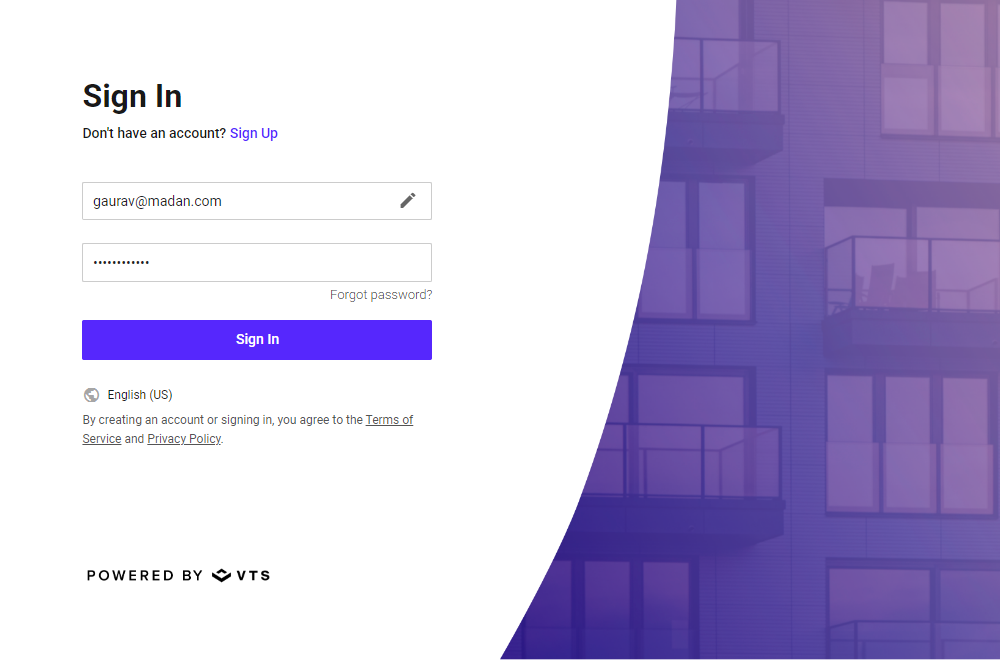 Sign In
Don't have an account? Sign Up
gaurav@madan.com
••••••••••••
Forgot password?
Sign In
English (US)
By creating an account or signing in, you agree to the Terms of
Service and Privacy Policy.
POWERED BY VTS